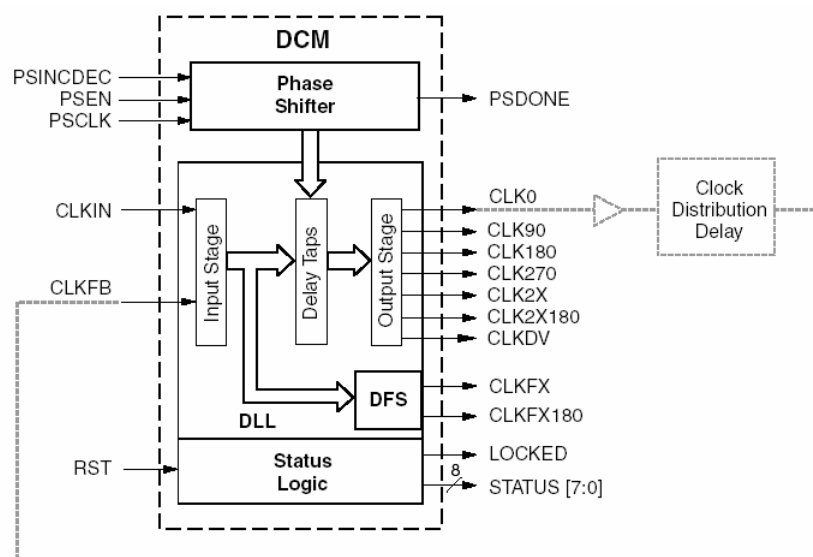 DCM
PSINCDEC
PSEN
PSCLK
Phase
Shifter
PSDONE
CLKIN
CLKFB
Input Stage
Delay Taps
Output Stage
CLK0
CLK90
CLK180
CLK270
CLK2X
CLK2X180
CLKDV
Clock
Distribution
Delay
DFS
CLKFX
CLKFX180
DLL
RST
Status
Logic
LOCKED
8
STATUS [7:0]